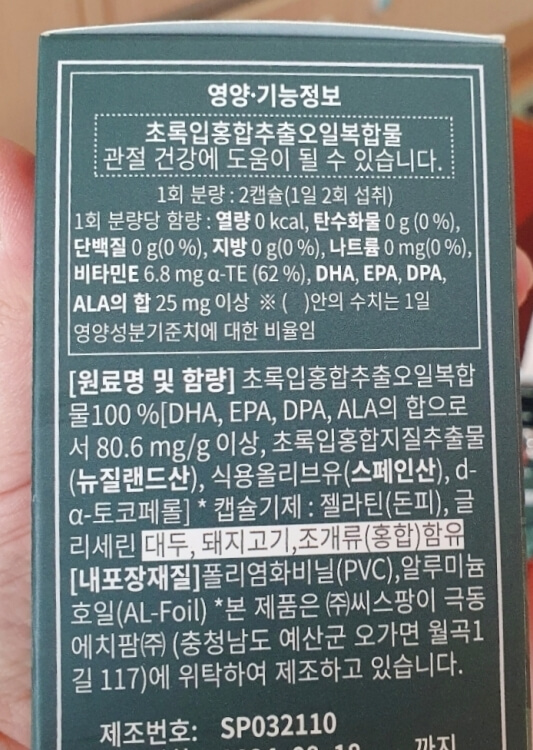 영양·기능정보
초록입홍합추출오일복합물
관절 건강에 도움이 될 수 있습니다.
1회 분량 : 2캡슐(1일 2회 섭취)
1회 분량당 함량 : 열량 0 kcal, 탄수화물 0 g (0 %),
단백질 0 g(0 %), 지방 0 g(0 %), 나트륨 0 mg(0 %),
비타민E 6.8 mg α-TE (62 %), DHA, EPA, DPA,
ALA의 합 25 mg 이상 ※ ( )안의 수치는 1일
영양성분기준치에 대한 비율임
[원료명 및 함량] 초록입홍합추출오일복합
물100 %[DHA, EPA, DPA, ALA의 합으로
서 80.6 mg/g 이상, 초록입홍합지질추출물
(뉴질랜드산), 식용올리브유(스페인산), d-
α-토코페롤] * 캡슐기제 : 젤라틴(돈피), 글
리세린 대두, 돼지고기,조개류(홍합)함유
[내포장재질]폴리염화비닐(PVC),알루미늄
호일(AL-Foil) *본 제품은 ㈜씨스팡이 극동
에치팜㈜ (충청남도 예산군 오가면 월곡1
길 117)에 위탁하여 제조하고 있습니다.
제조번호: SP032110
까지